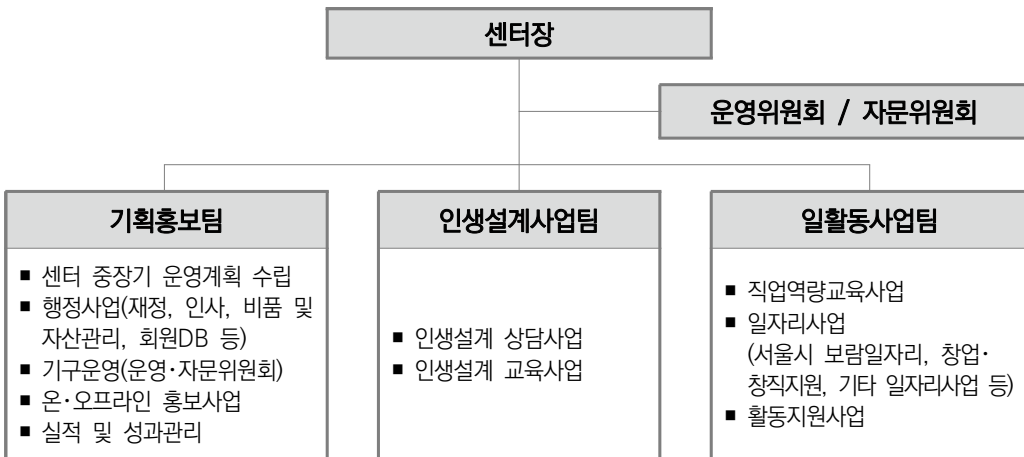 센터장
운영위원회 / 자문위원회
기획홍보팀
▪ 센터 중장기 운영계획 수립
▪ 행정사업(재정, 인사, 비품 및
자산관리, 회원DB 등)
▪ 기구운영(운영·자문위원회)
▪ 온·오프라인 홍보사업
▪ 실적 및 성과관리
인생설계사업팀
▪ 인생설계 상담사업
▪ 인생설계 교육사업
일활동사업팀
▪ 직업역량교육사업
▪ 일자리사업
(서울시 보람일자리, 창업·
창직지원, 기타 일자리사업 등)
▪ 활동지원사업